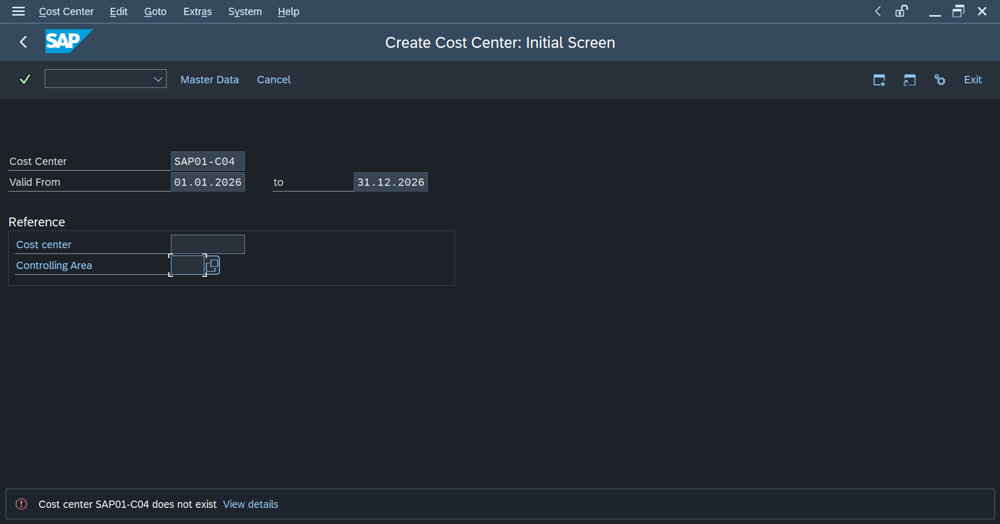 Cost Center Edit Goto Extras System Help
SAP Create Cost Center: Initial Screen
Master Data Cancel Exit
Cost Center SAP01-C04
Valid From 01.01.2026 to 31.12.2026
Reference
Cost center
Controlling Area
Cost center SAP01-C04 does not exist View details